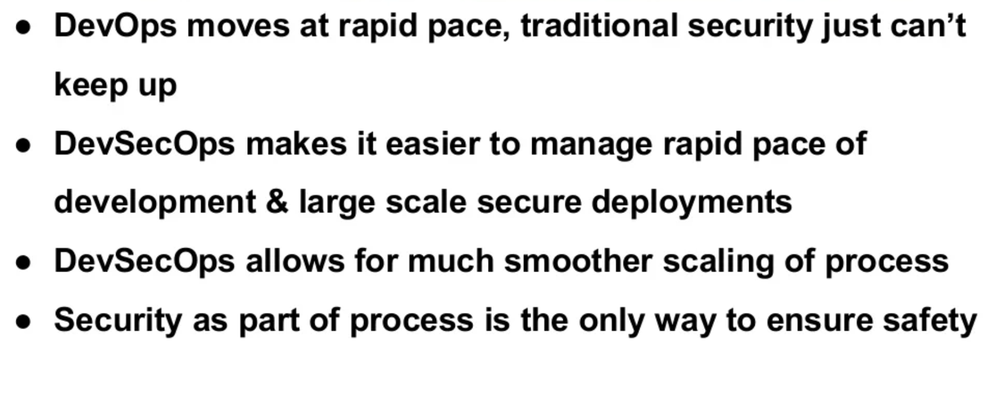 ● DevOps moves at rapid pace, traditional security just can’t
keep up
● DevSecOps makes it easier to manage rapid pace of
development & large scale secure deployments
● DevSecOps allows for much smoother scaling of process
● Security as part of process is the only way to ensure safety